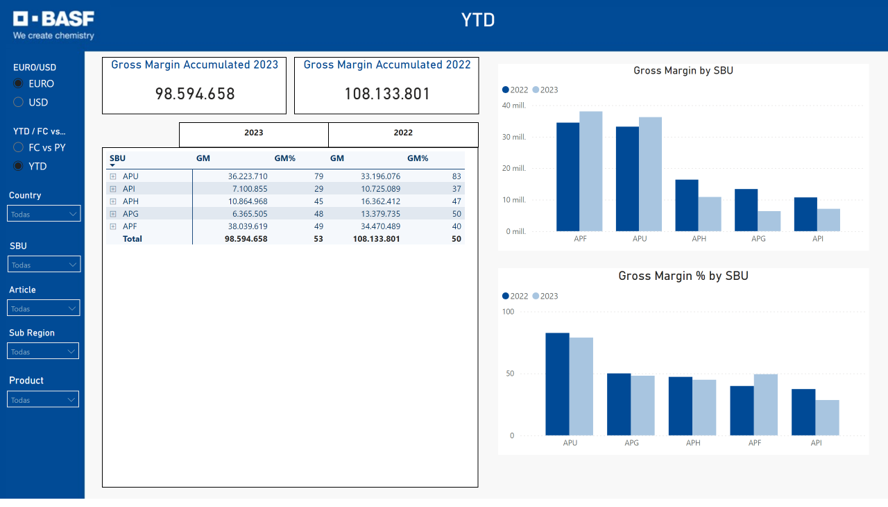 BASF
We create chemistry
YTD
EURO/USD
EURO
USD
YTD / FC vs...
FC vs PY
YTD
Country
Todas
SBU
Todas
Article
Todas
Sub Region
Todas
Product
Todas
Gross Margin Accumulated 2023
98.594.658
Gross Margin Accumulated 2022
108.133.801
2023 2022
SBU GM GM% GM GM%
APU 36.223.710 79 33.196.076 83
API 7.100.855 29 10.725.089 37
APH 10.864.968 45 16.362.412 47
APG 6.365.505 48 13.379.735 50
APF 38.039.619 49 34.470.489 40
Total 98.594.658 53 108.133.801 50
Gross Margin by SBU
2022 2023
40 mill.
30 mill.
20 mill.
10 mill.
0 mill.
APF APU APH APG API
Gross Margin % by SBU
2022 2023
100
50
0
APU APG APH APF API